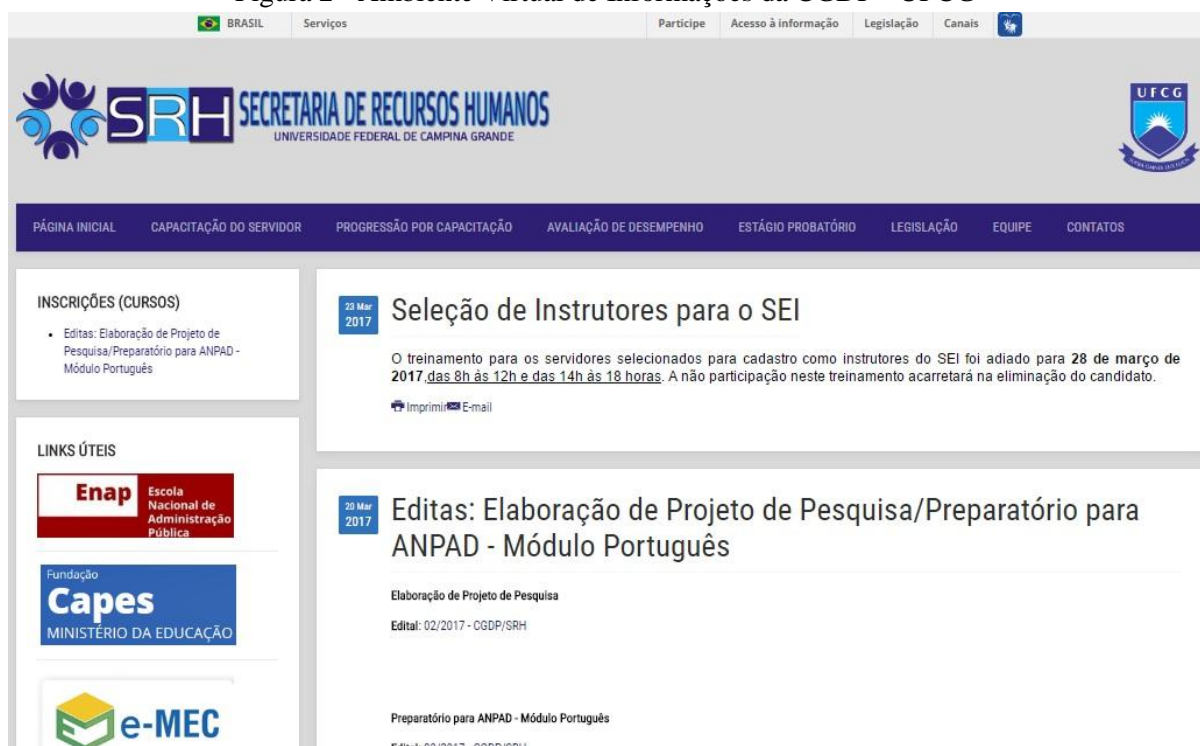 BRASIL Serviços Participe Acesso à informação Legislação Canais
SRH SECRETARIA DE RECURSOS HUMANOS
UNIVERSIDADE FEDERAL DE CAMPINA GRANDE
UFCG
PÁGINA INICIAL CAPACITAÇÃO DO SERVIDOR PROGRESSÃO POR CAPACITAÇÃO AVALIAÇÃO DE DESEMPENHO ESTÁGIO PROBATÓRIO LEGISLAÇÃO EQUIPE CONTATOS
INSCRIÇÕES (CURSOS)
Editas: Elaboração de Projeto de
Pesquisa/Preparatório para ANPAD -
Módulo Português
LINKS ÚTEIS
Enap Escola
Nacional de
Administração
Pública
Fundação
Capes
MINISTÉRIO DA EDUCAÇÃO
e-MEC
23 Mar
2017
Seleção de Instrutores para o SEI
O treinamento para os servidores selecionados para cadastro como instrutores do SEI foi adiado para 28 de março de
2017,das 8h às 12h e das 14h às 18 horas. A não participação neste treinamento acarretará na eliminação do candidato.
Imprimir E-mail
20 Mar
2017
Editas: Elaboração de Projeto de Pesquisa/Preparatório para
ANPAD - Módulo Português
Elaboração de Projeto de Pesquisa
Edital: 02/2017 - CGDP/SRH
Preparatório para ANPAD - Módulo Português